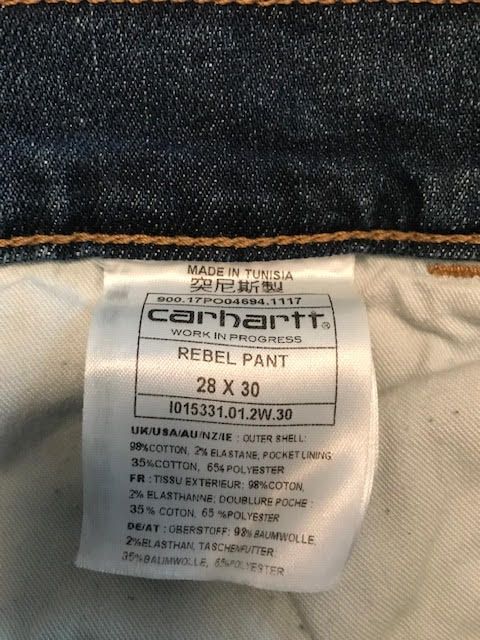 MADE IN TUNISIA
突尼斯製
900.17PO04694.1117
carhartt®
WORK IN PROGRESS
REBEL PANT
28 X 30
I015331.01.2W.30
UK/USA/AU/NZ/IE : OUTER SHELL:
98%COTTON, 2% ELASTANE; POCKET LINING
35%COTTON, 65% POLYESTER
FR : TISSU EXTERIEUR: 98%COTON,
2% ELASTHANNE; DOUBLURE POCHE :
35% COTON, 65 %POLYESTER
DE/AT : OBERSTOFF: 98% BAUMWOLLE,
2%ELASTHAN, TASCHENFUTTER:
35%BAUMWOLLE, 65%POLYESTER